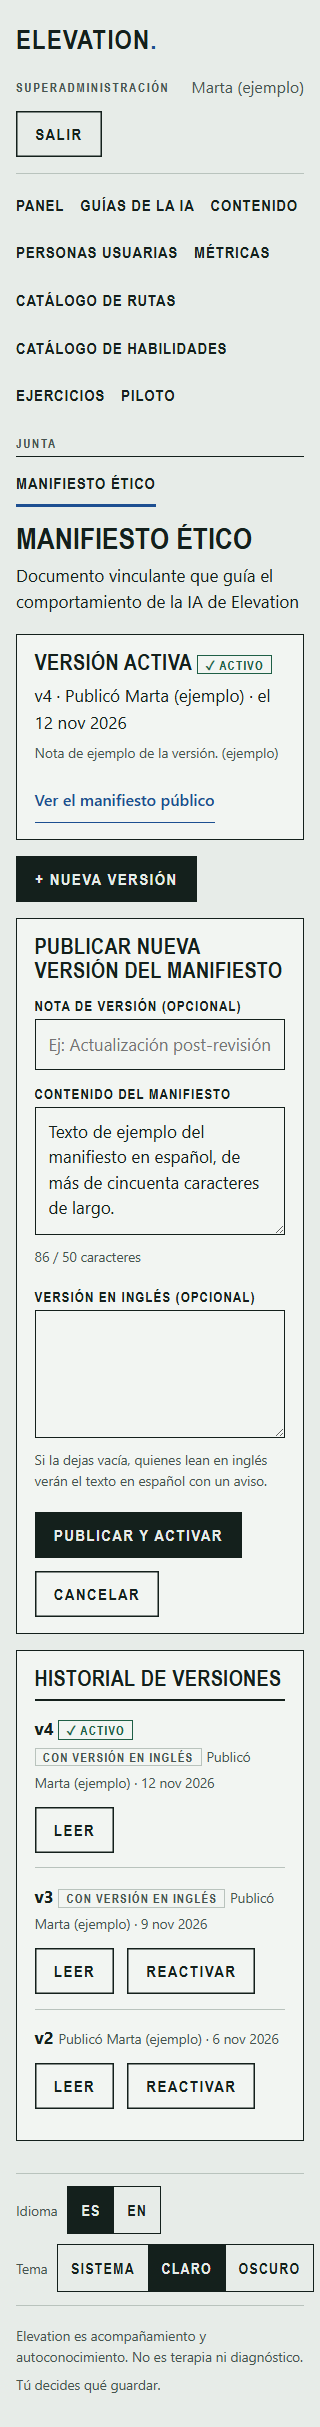 ELEVATION.
SUPERADMINISTRACIÓN Marta (ejemplo)
SALIR
PANEL GUÍAS DE LA IA CONTENIDO
PERSONAS USUARIAS MÉTRICAS
CATÁLOGO DE RUTAS
CATÁLOGO DE HABILIDADES
EJERCICIOS PILOTO
JUNTA
MANIFIESTO ÉTICO
MANIFIESTO ÉTICO
Documento vinculante que guía el
comportamiento de la IA de Elevation
VERSIÓN ACTIVA ✓ ACTIVO
v4 · Publicó Marta (ejemplo) · el
12 nov 2026
Nota de ejemplo de la versión. (ejemplo)
Ver el manifiesto público
+ NUEVA VERSIÓN
PUBLICAR NUEVA
VERSIÓN DEL MANIFIESTO
NOTA DE VERSIÓN (OPCIONAL)
Ej: Actualización post-revisión
CONTENIDO DEL MANIFIESTO
Texto de ejemplo del
manifiesto en español, de
más de cincuenta caracteres
de largo.
86 / 50 caracteres
VERSIÓN EN INGLÉS (OPCIONAL)
Si la dejas vacía, quienes lean en inglés
verán el texto en español con un aviso.
PUBLICAR Y ACTIVAR
CANCELAR
HISTORIAL DE VERSIONES
v4 ✓ ACTIVO
CON VERSIÓN EN INGLÉS Publicó
Marta (ejemplo) · 12 nov 2026
LEER
v3 CON VERSIÓN EN INGLÉS Publicó
Marta (ejemplo) · 9 nov 2026
LEER REACTIVAR
v2 Publicó Marta (ejemplo) · 6 nov 2026
LEER REACTIVAR
Idioma ES EN
Tema SISTEMA CLARO OSCURO
Elevation es acompañamiento y
autoconocimiento. No es terapia ni diagnóstico.
Tú decides qué guardar.